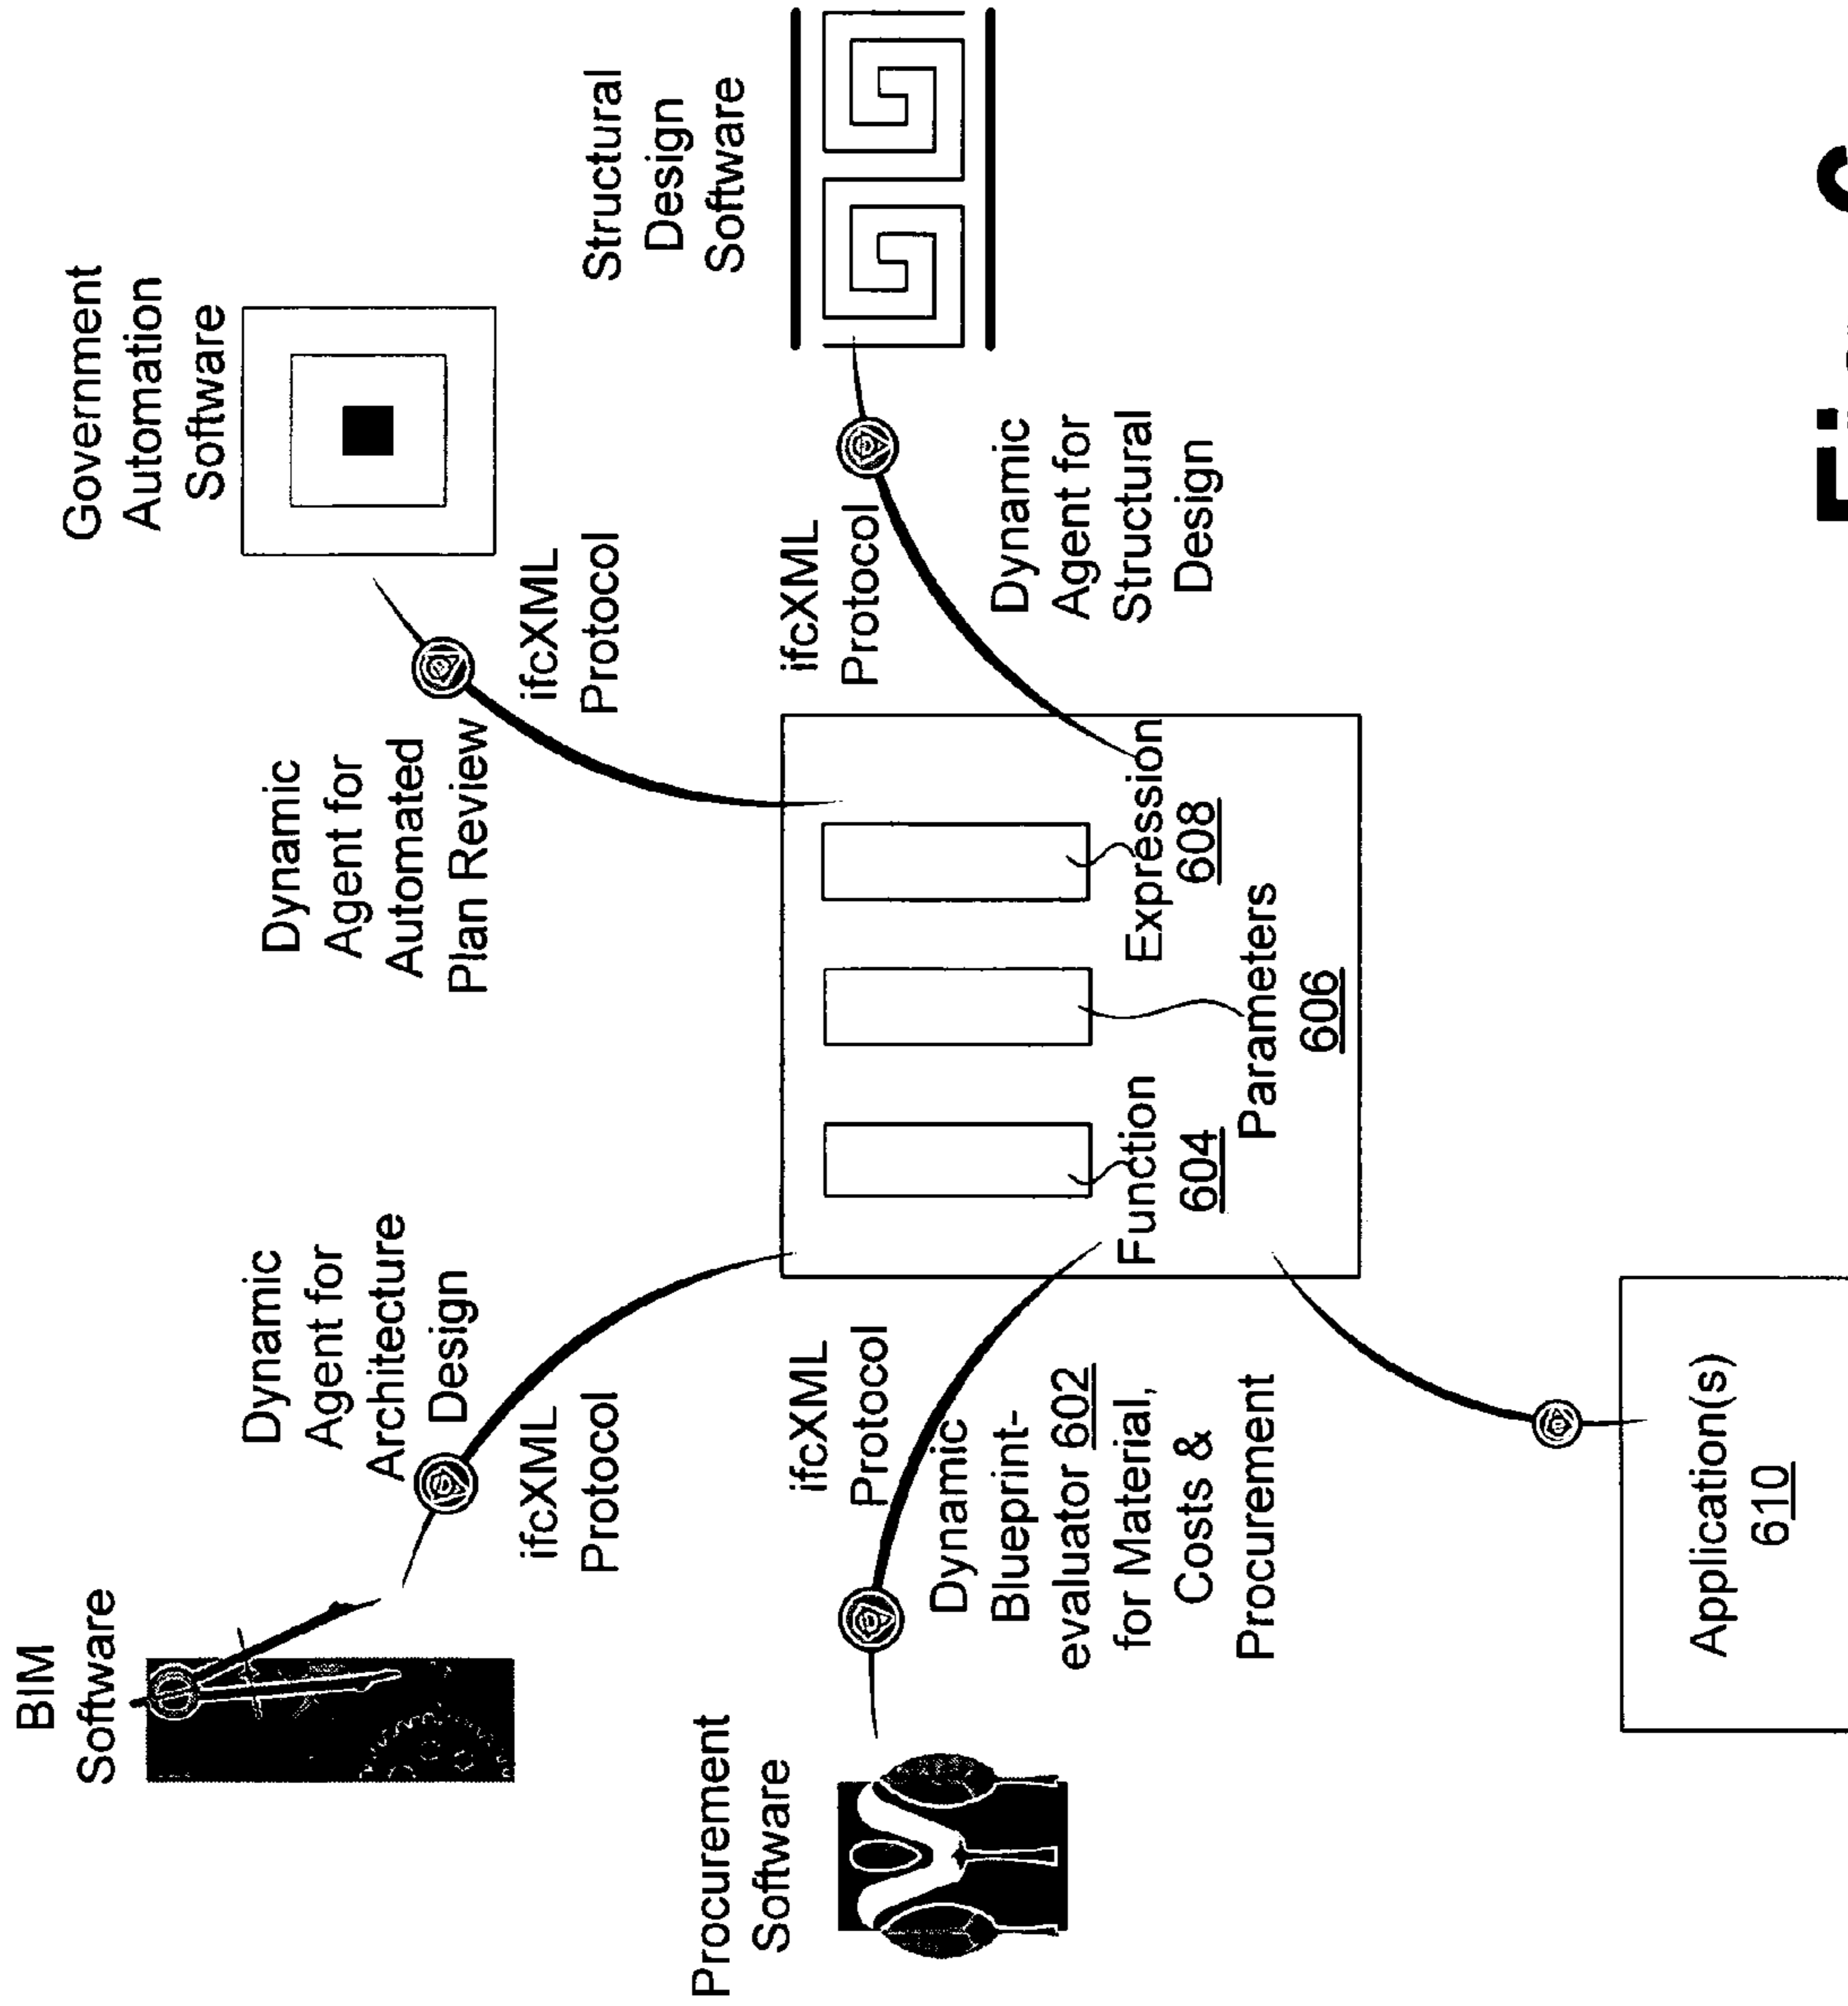 BIM
Software
Dynamic
Agent for
Architecture
Design
ifcXML
Protocol
Dynamic
Agent for
Automated
Plan Review
Government
Automation
Software
ifcXML
Protocol
Procurement
Software
ifcXML
Protocol
Dynamic
Blueprint-
evaluator 602
for Material,
Costs &
Procurement
Function
604
Parameters
606
Expression
608
ifcXML
Protocol
Structural
Design
Software
Dynamic
Agent for
Structural
Design
Application(s)
610